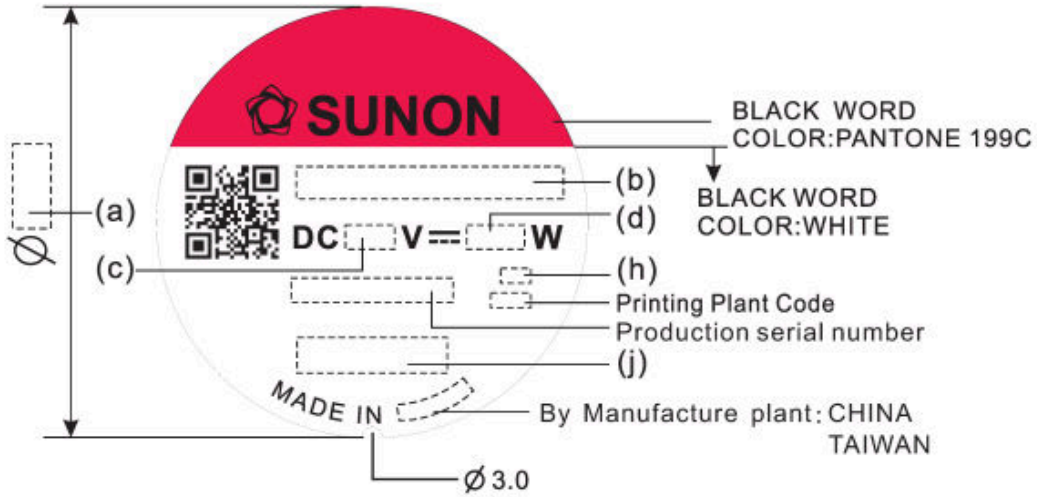 SUNON
BLACK WORD
COLOR:PANTONE 199C
(b)
BLACK WORD
COLOR:WHITE
(a)
Ø
(d)
DC V W
(c)
(h)
Printing Plant Code
Production serial number
(j)
MADE IN
By Manufacture plant: CHINA
TAIWAN
Ø 3.0